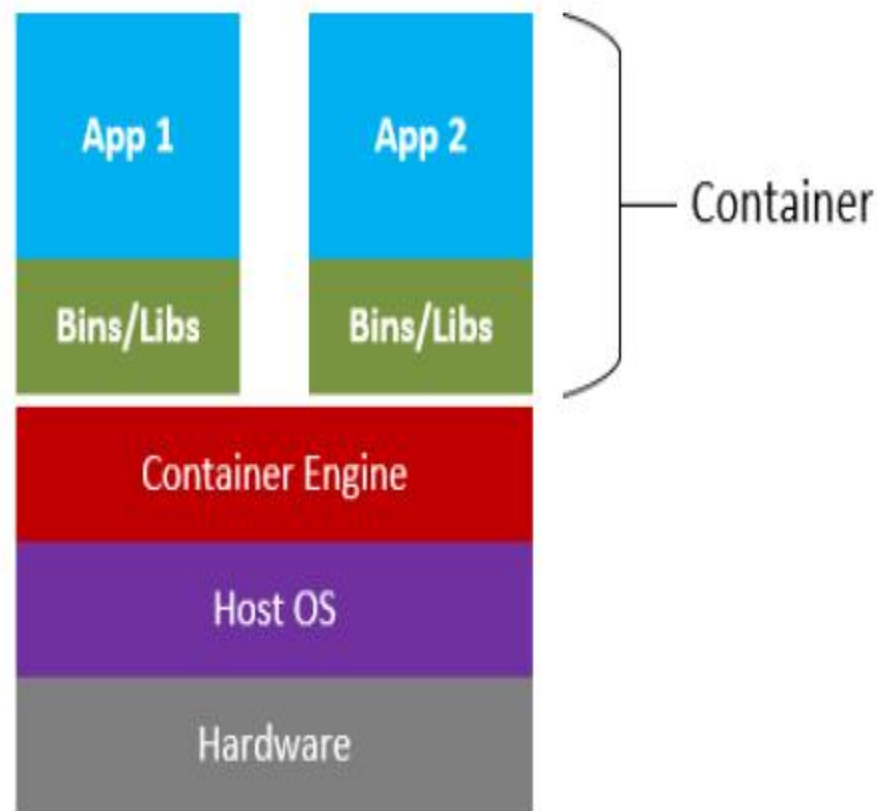 App 1
App 2
Container
Bins/Libs
Bins/Libs
Container Engine
Host OS
Hardware